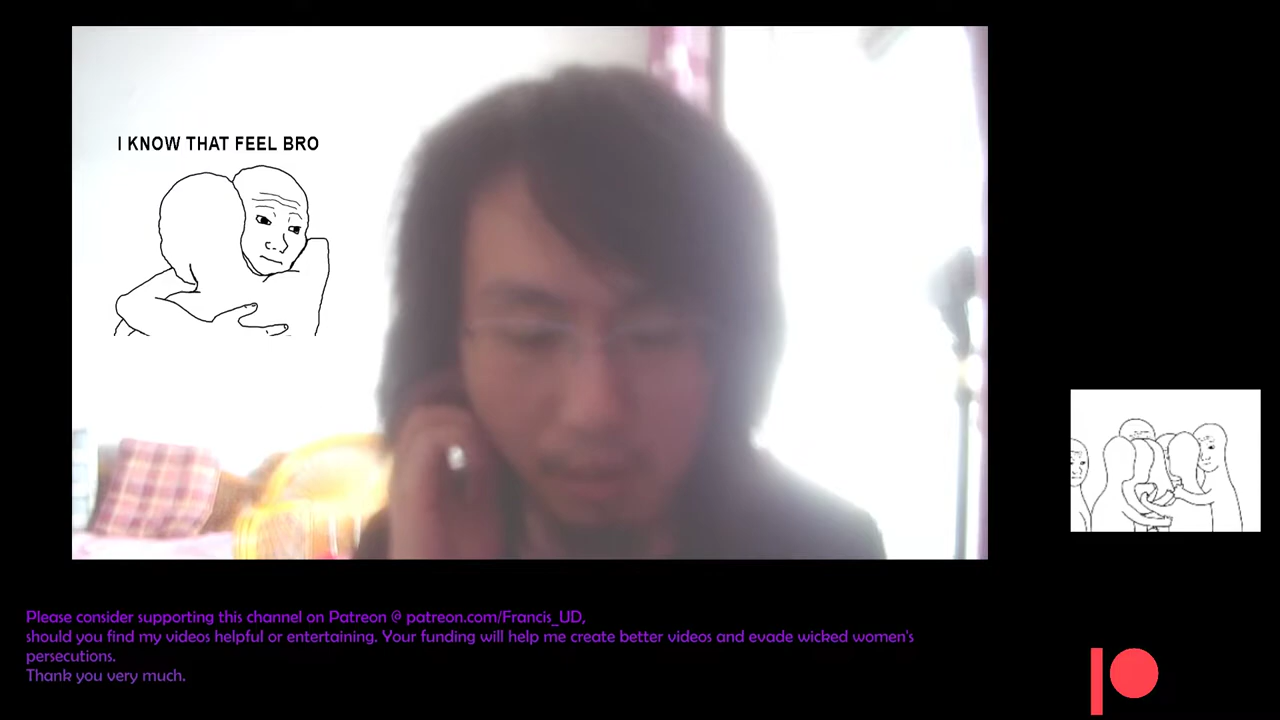 I KNOW THAT FEEL BRO
Please consider supporting this channel on Patreon @ patreon.com/Francis_UD,
should you find my videos helpful or entertaining. Your funding will help me create better videos and evade wicked women's
persecutions.
Thank you very much.